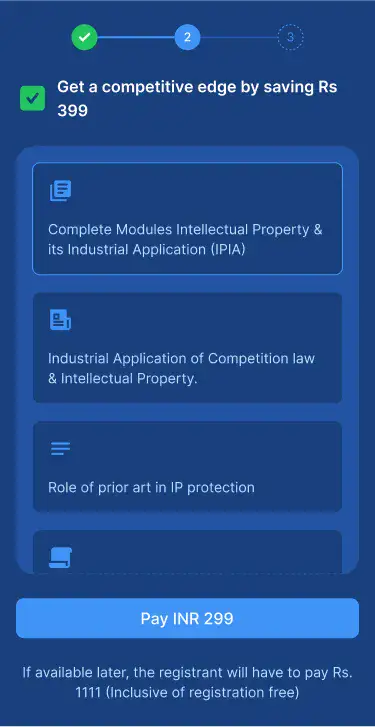 2
3
Get a competitive edge by saving Rs
399
Complete Modules Intellectual Property &
its Industrial Application (IPIA)
Industrial Application of Competition law
& Intellectual Property.
Role of prior art in IP protection
Pay INR 299
If available later, the registrant will have to pay Rs.
1111 (Inclusive of registration free)